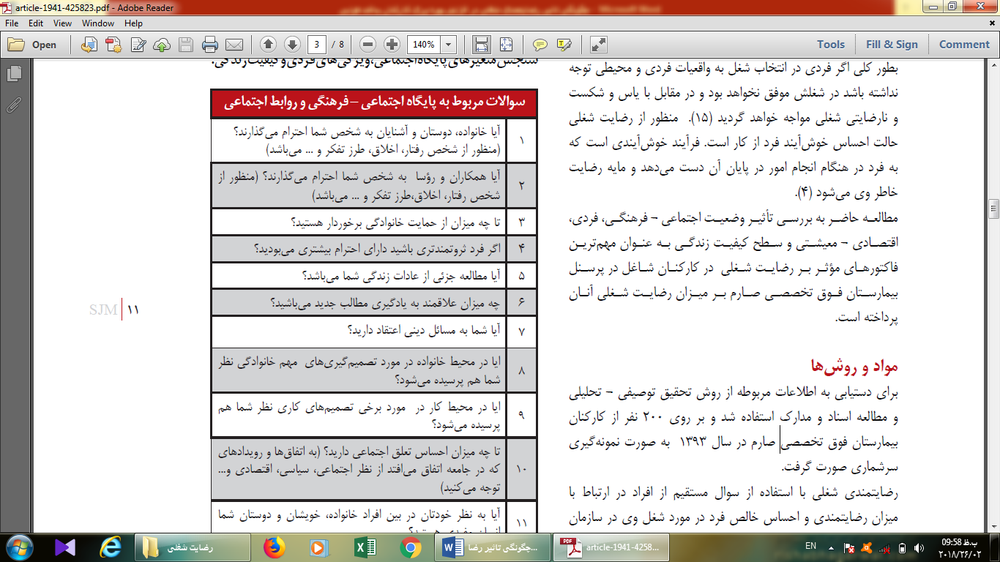 article-1941-425823.pdf - Adobe Reader
File Edit View Window Help
Open
3 / 8
140%
Tools Fill & Sign Comment
بطور کلی اگر فردی در انتخاب شغل به واقعیات فردی و محیطی توجه
نداشته باشد در شغلش موفق نخواهد بود و در مقابل با یاس و شکست
و نارضایتی شغلی مواجه خواهد گردید (۱۵). منظور از رضایت شغلی
حالت احساس خوش‌آیند فرد از کار است. فرآیند خوش‌آیندی است که
به فرد در هنگام انجام امور در پایان آن دست می‌دهد و مایه رضایت
خاطر وی می‌شود (۴).
مطالعه حاضر به بررسی تأثیر وضعیت اجتماعی – فرهنگی، فردی،
اقتصادی – معیشتی و سطح کیفیت زندگی به عنوان مهم‌ترین
فاکتورهای مؤثر بر رضایت شغلی در کارکنان شاغل در پرسنل
بیمارستان فوق تخصصی صارم بر میزان رضایت شغلی آنان
پرداخته است.
مواد و روش‌ها
برای دستیابی به اطلاعات مربوطه از روش تحقیق توصیفی – تحلیلی
و مطالعه اسناد و مدارک استفاده شد و بر روی ۲۰۰ نفر از کارکنان
بیمارستان فوق تخصصی صارم در سال ۱۳۹۳ به صورت نمونه‌گیری
سرشماری صورت گرفت.
رضایتمندی شغلی با استفاده از سوال مستقیم از افراد در ارتباط با
میزان رضایتمندی و احساس خالص فرد در مورد شغل وی در سازمان
سنجش متغیرهای پایگاه اجتماعی، ویژگی‌های فردی و کیفیت زندگی:
سوالات مربوط به پایگاه اجتماعی – فرهنگی و روابط اجتماعی
۱ آیا خانواده، دوستان و آشنایان به شخص شما احترام می‌گذارند؟
(منظور از شخص رفتار، اخلاق، طرز تفکر و ... می‌باشد)
۲ آیا همکاران و رؤسا به شخص شما احترام می‌گذارند؟ (منظور از
شخص رفتار، اخلاق،طرز تفکر و ... می‌باشد)
۳ تا چه میزان از حمایت خانوادگی برخوردار هستید؟
۴ اگر فرد ثروتمندتری باشید دارای احترام بیشتری می‌بودید؟
۵ آیا مطالعه جزئی از عادات زندگی شما می‌باشد؟
۶ چه میزان علاقمند به یادگیری مطالب جدید می‌باشید؟
۷ آیا شما به مسائل دینی اعتقاد دارید؟
۸ ایا در محیط خانواده در مورد تصمیم‌گیری‌های مهم خانوادگی نظر
شما هم پرسیده می‌شود؟
۹ ایا در محیط کار در مورد برخی تصمیم‌های کاری نظر شما هم
پرسیده می‌شود؟
۱۰ تا چه میزان احساس تعلق اجتماعی دارید؟ (به اتفاق‌ها و رویدادهای
که در جامعه اتفاق می‌افتد از نظر اجتماعی، سیاسی، اقتصادی و...
توجه می‌کنید)
۱۱ آیا به نظر خودتان در بین افراد خانواده، خویشان و دوستان شما
SJM | ۱۱
رضایت شغلی
چگونگی تاثیر رضا...
article-1941-4258...
EN
09:58 ب.ظ
۲۰۱۸/۲۶/۰۲